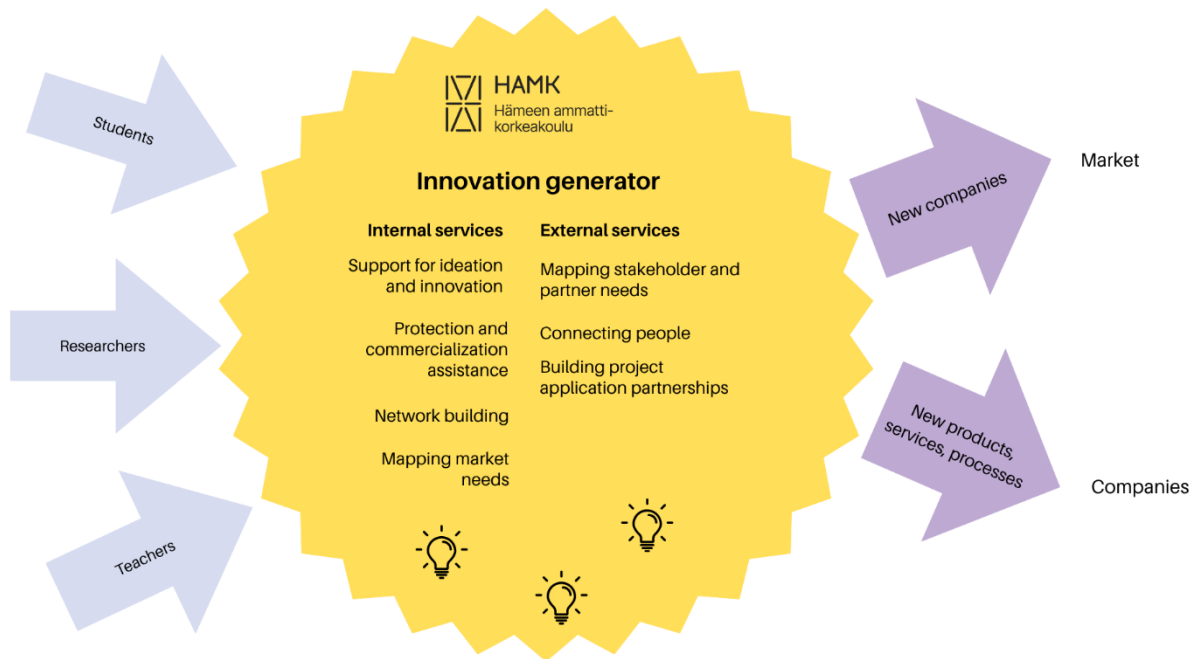 HAMK
Hämeen ammatti-
korkeakoulu
Innovation generator
Internal services
Support for ideation
and innovation
Protection and
commercialization
assistance
Network building
Mapping market
needs
External services
Mapping stakeholder and
partner needs
Connecting people
Building project
application partnerships
Students
Researchers
Teachers
New companies
Market
New products,
services, processes
Companies